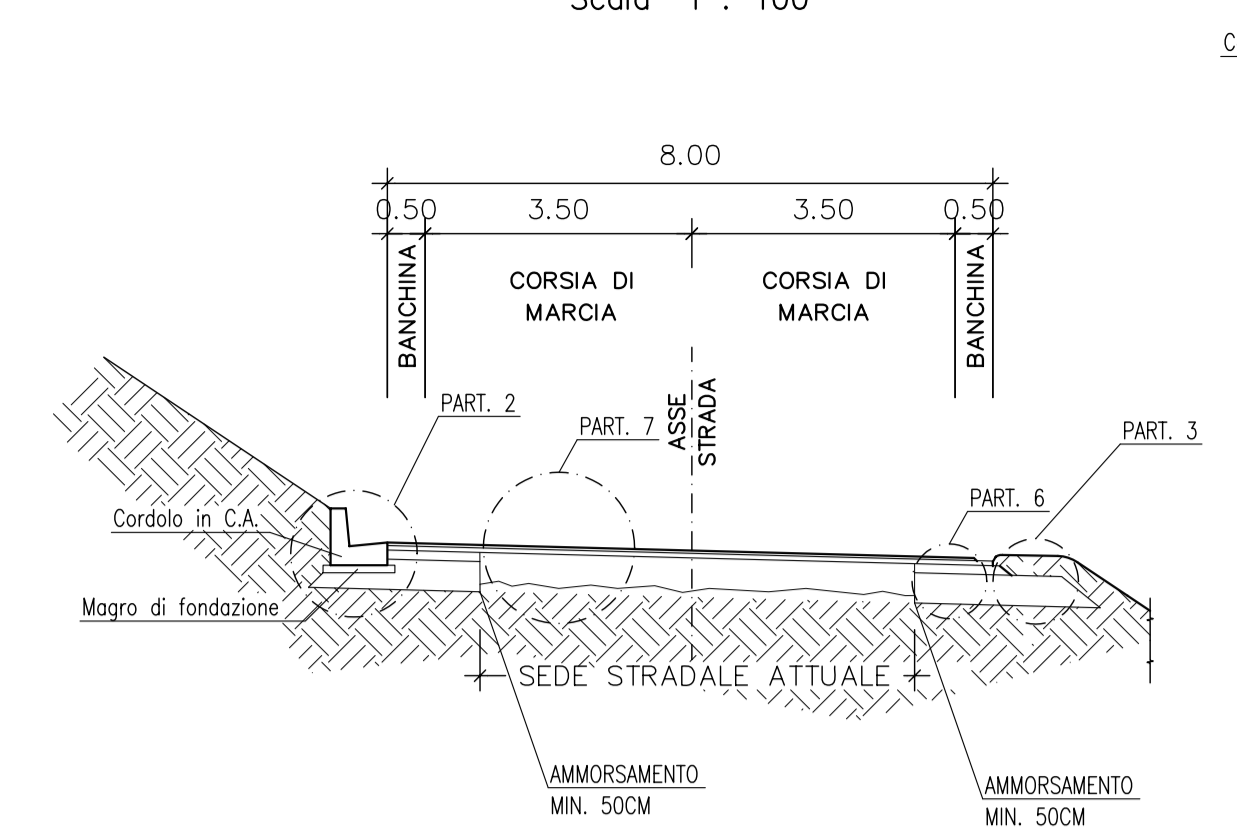 Scala 1 : 100
C
8.00
0.50 3.50 3.50 0.50
BANCHINA
CORSIA DI
MARCIA
CORSIA DI
MARCIA
BANCHINA
ASSE
STRADA
PART. 2
PART. 7
PART. 3
PART. 6
Cordolo in C.A.
Magro di fondazione
SEDE STRADALE ATTUALE
AMMORSAMENTO
MIN. 50CM
AMMORSAMENTO
MIN. 50CM